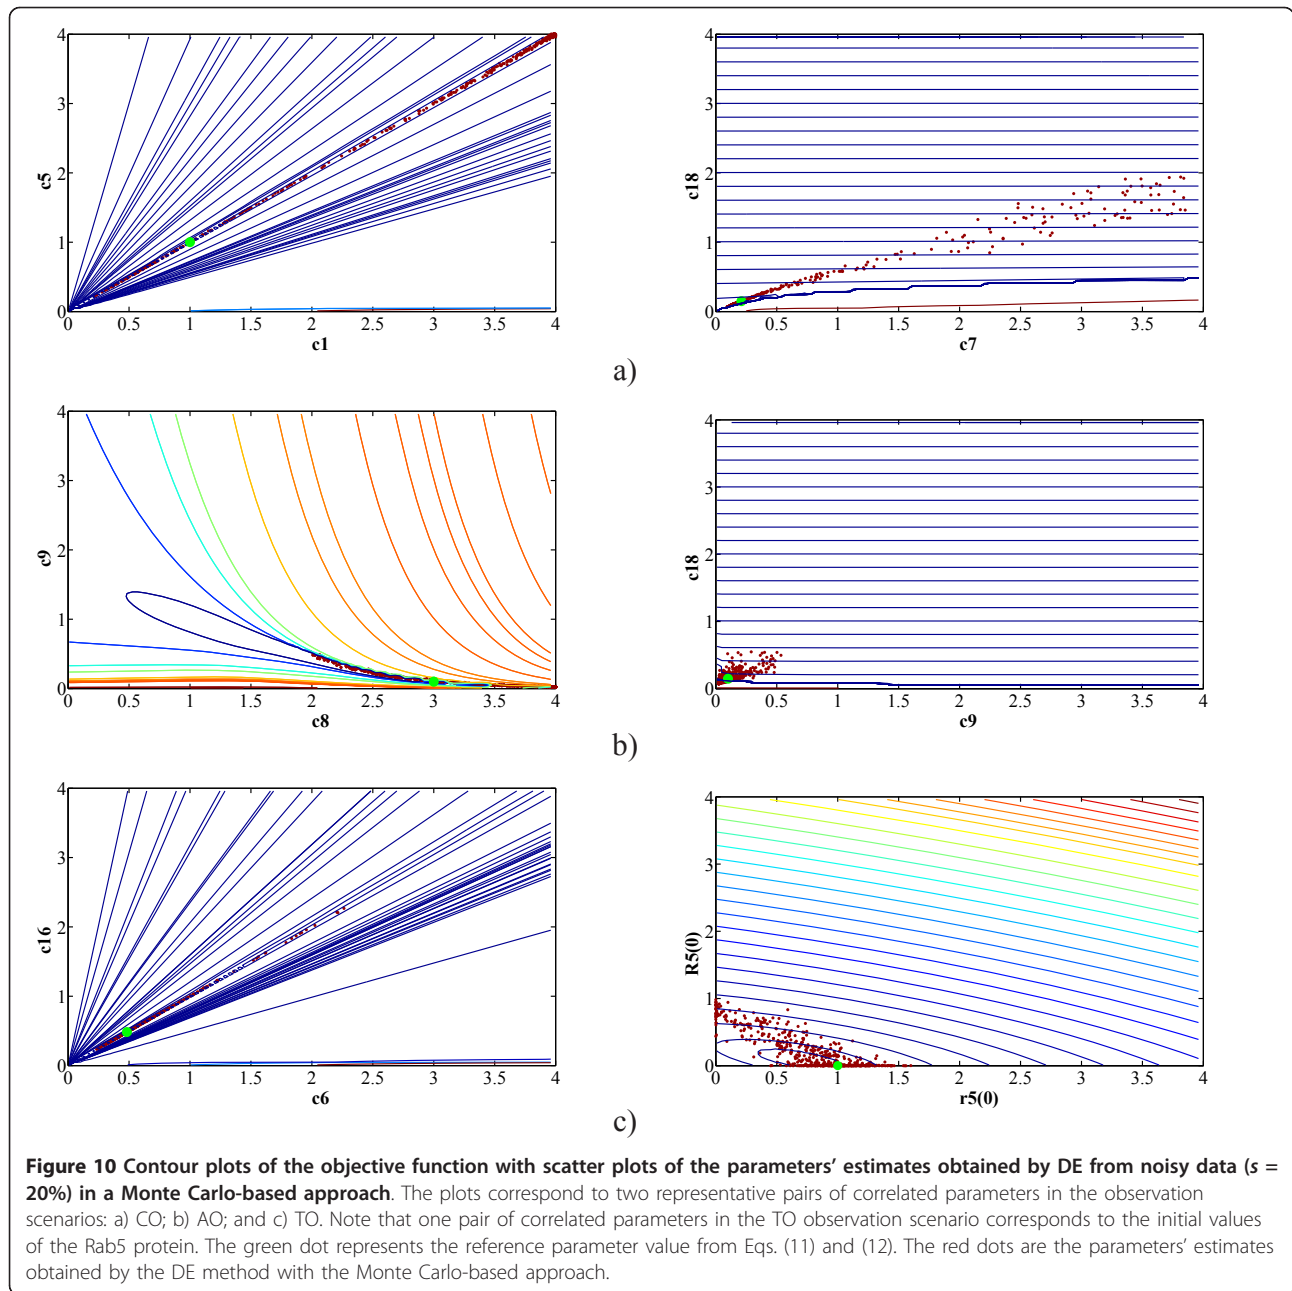 4
3
2
1
0
c5
0 0.5 1 1.5 2 2.5 3 3.5 4
c1
4
3
2
1
0
c18
0 0.5 1 1.5 2 2.5 3 3.5 4
c7
a)
4
3
2
1
0
c9
0 0.5 1 1.5 2 2.5 3 3.5 4
c8
4
3
2
1
0
c18
0 0.5 1 1.5 2 2.5 3 3.5 4
c9
b)
4
3
2
1
0
c16
0 0.5 1 1.5 2 2.5 3 3.5 4
c6
4
3
2
1
0
R5(0)
0 0.5 1 1.5 2 2.5 3 3.5 4
r5(0)
c)
Figure 10 Contour plots of the objective function with scatter plots of the parameters' estimates obtained by DE from noisy data (s =
20%) in a Monte Carlo-based approach. The plots correspond to two representative pairs of correlated parameters in the observation
scenarios: a) CO; b) AO; and c) TO. Note that one pair of correlated parameters in the TO observation scenario corresponds to the initial values
of the Rab5 protein. The green dot represents the reference parameter value from Eqs. (11) and (12). The red dots are the parameters' estimates
obtained by the DE method with the Monte Carlo-based approach.